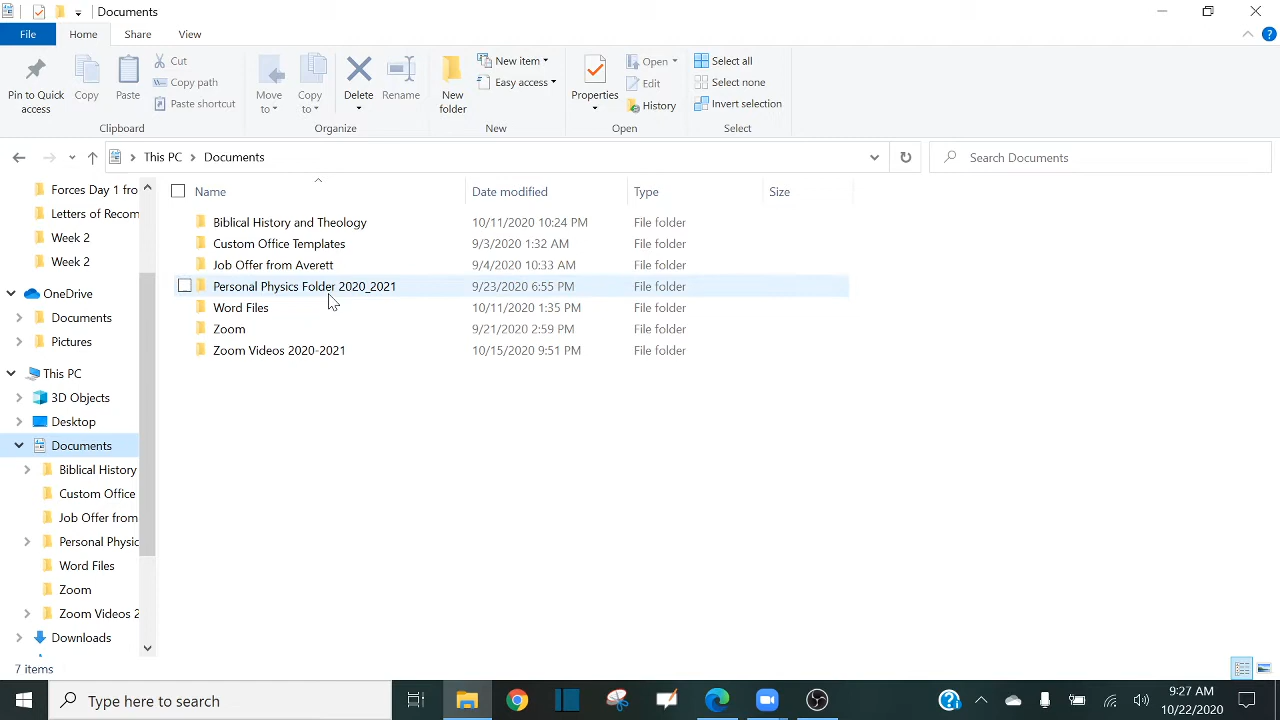 Documents
File Home Share View
Pin to Quick access
Copy
Paste
Cut
Copy path
Paste shortcut
Clipboard
Move to
Copy to
Delete
Rename
Organize
New folder
New item
Easy access
New
Properties
Open
Edit
History
Open
Select all
Select none
Invert selection
Select
This PC > Documents
Search Documents
Name Date modified Type Size
Biblical History and Theology 10/11/2020 10:24 PM File folder
Custom Office Templates 9/3/2020 1:32 AM File folder
Job Offer from Averett 9/4/2020 10:33 AM File folder
Personal Physics Folder 2020_2021 9/23/2020 6:55 PM File folder
Word Files 10/11/2020 1:35 PM File folder
Zoom 9/21/2020 2:59 PM File folder
Zoom Videos 2020-2021 10/15/2020 9:51 PM File folder
Forces Day 1 fro
Letters of Recom
Week 2
Week 2
OneDrive
Documents
Pictures
This PC
3D Objects
Desktop
Documents
Biblical History
Custom Office
Job Offer from
Personal Physic
Word Files
Zoom
Zoom Videos 2
Downloads
7 items
Type here to search
9:27 AM
10/22/2020